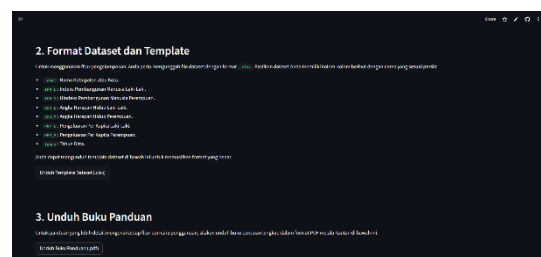 Share
2. Format Dataset dan Template
Untuk menggunakan fitur pengelompokan, Anda perlu mengunggah file dataset dengan format .xlsx. Pastikan dataset Anda memiliki kolom-kolom berikut dengan nama yang sesuai persis:
Nama Kabupaten atau Kota.
Indeks Pembangunan Manusia Laki-Laki.
Indeks Pembangunan Manusia Perempuan.
Angka Harapan Hidup Laki-Laki.
Angka Harapan Hidup Perempuan.
Pengeluaran Per Kapita Laki-Laki.
Pengeluaran Per Kapita Perempuan.
Tahun Data.
Anda dapat mengunduh template dataset di bawah ini untuk memastikan format yang benar.
Unduh Template Dataset (.xlsx)
3. Unduh Buku Panduan
Untuk panduan yang lebih detail mengenai setiap fitur dan cara penggunaan, silakan unduh buku panduan lengkap dalam format PDF melalui tautan di bawah ini.
Unduh Buku Panduan (.pdf)